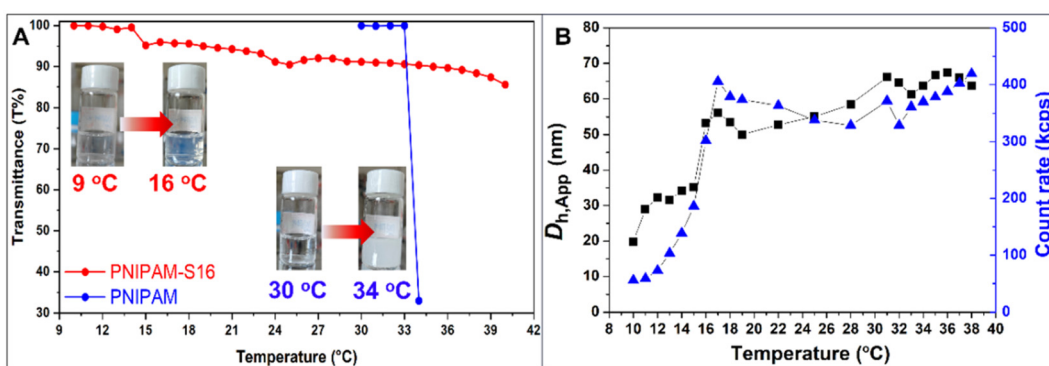 A
Transmittance (T%)
100
90
80
70
60
50
40
30
9 °C
16 °C
30 °C
34 °C
PNIPAM-S16
PNIPAM
9 12 15 18 21 24 27 30 33 36 39 42
Temperature (°C)
B
D h,App (nm)
80
70
60
50
40
30
20
10
0
500
400
300
200
100
0
Count rate (kcps)
8 10 12 14 16 18 20 22 24 26 28 30 32 34 36 38 40
Temperature (°C)